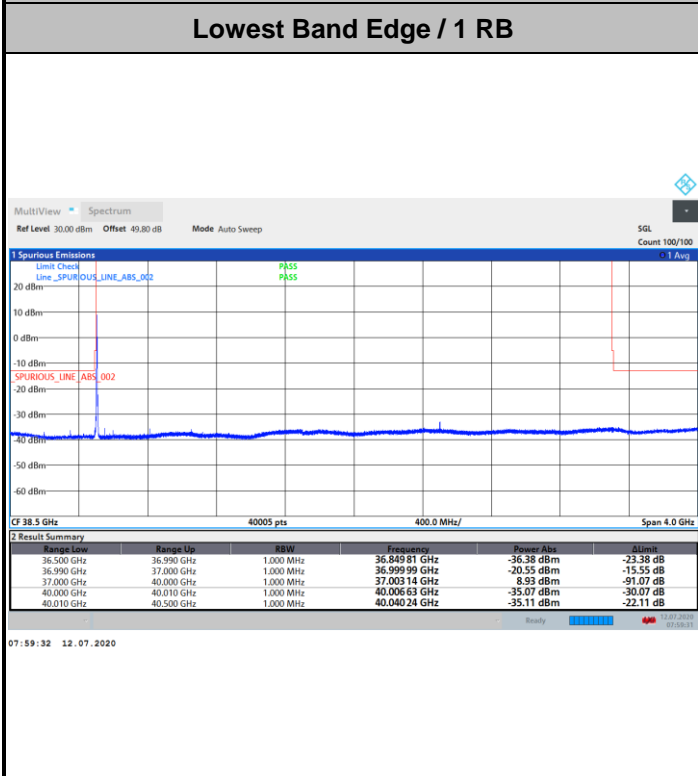 Lowest Band Edge / 1 RB
MultiView Spectrum
Ref Level 30.00 dBm Offset 49.80 dB Mode Auto Sweep SGL
Count 100/100
1 Spurious Emissions 1 Avg
Limit Check PASS
Line _SPURIOUS_LINE_ABS_002 PASS
20 dBm
10 dBm
0 dBm
-10 dBm
_SPURIOUS_LINE_ABS_002
-20 dBm
-30 dBm
-40 dBm
-50 dBm
-60 dBm
CF 38.5 GHz 40005 pts 400.0 MHz/ Span 4.0 GHz
2 Result Summary
Range Low Range Up RBW Frequency Power Abs ΔLimit
36.500 GHz 36.990 GHz 1.000 MHz 36.849 81 GHz -36.38 dBm -23.38 dB
36.990 GHz 37.000 GHz 1.000 MHz 36.999 99 GHz -20.55 dBm -15.55 dB
37.000 GHz 40.000 GHz 1.000 MHz 37.003 14 GHz 8.93 dBm -91.07 dB
40.000 GHz 40.010 GHz 1.000 MHz 40.006 63 GHz -35.07 dBm -30.07 dB
40.010 GHz 40.500 GHz 1.000 MHz 40.040 24 GHz -35.11 dBm -22.11 dB
Ready 12.07.2020
07:59:31
07:59:32 12.07.2020